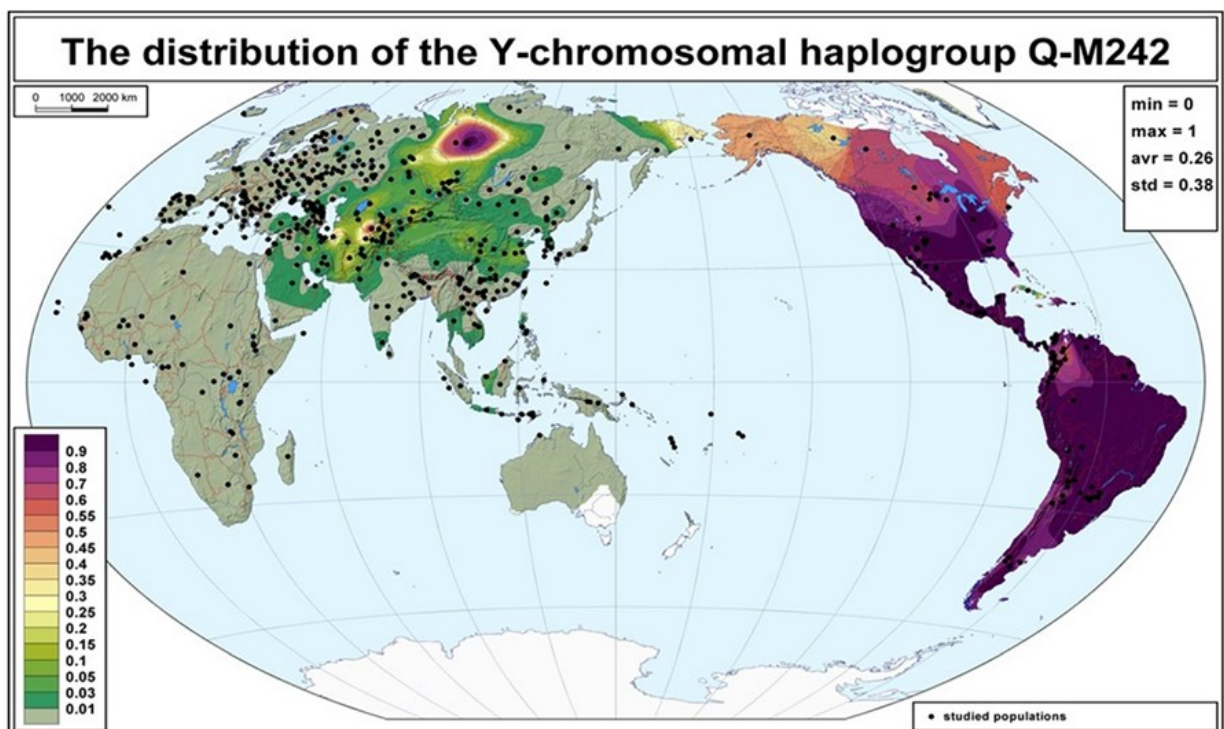 The distribution of the Y-chromosomal haplogroup Q-M242
0 1000 2000 km
min = 0
max = 1
avr = 0.26
std = 0.38
0.9
0.8
0.7
0.6
0.55
0.5
0.45
0.4
0.35
0.3
0.25
0.2
0.15
0.1
0.05
0.03
0.01
studied populations